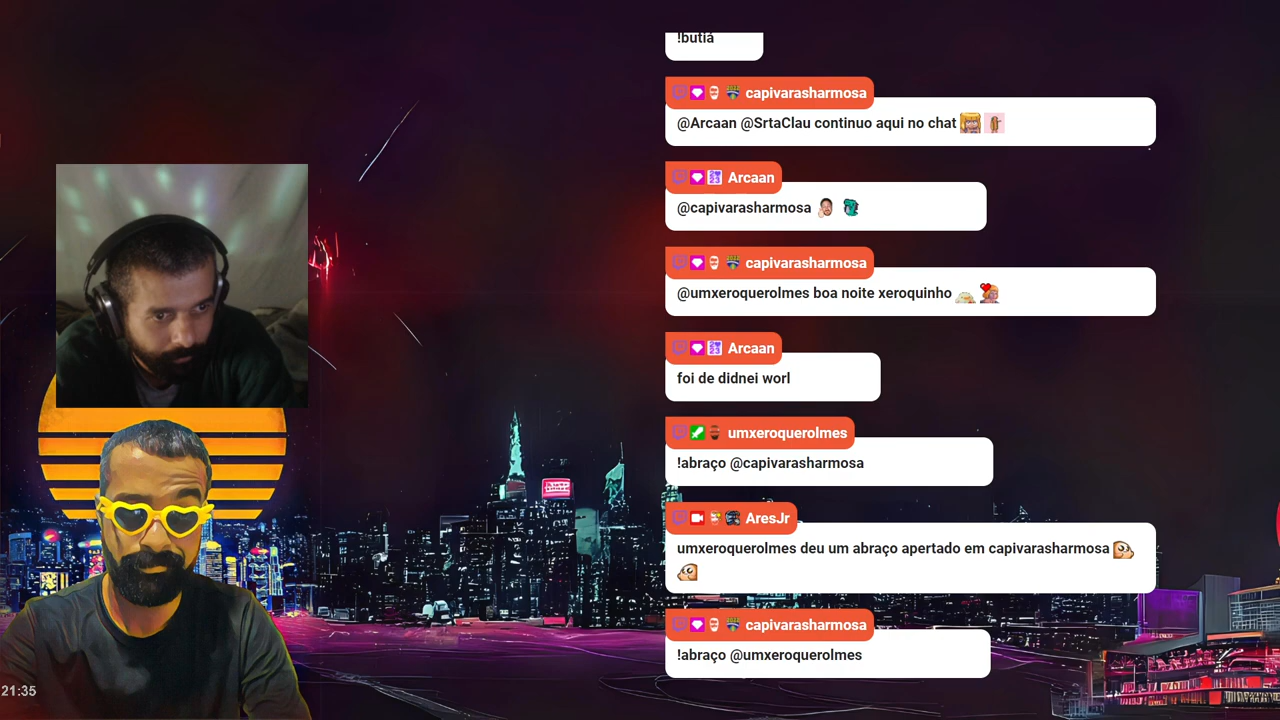 !butiá
capivarasharmosa
@Arcaan @SrtaClau continuo aqui no chat
Arcaan
@capivarasharmosa
capivarasharmosa
@umxeroquerolmes boa noite xeroquinho
Arcaan
foi de didnei worl
umxeroquerolmes
!abraço @capivarasharmosa
AresJr
umxeroquerolmes deu um abraço apertado em capivarasharmosa
capivarasharmosa
!abraço @umxeroquerolmes
21:35